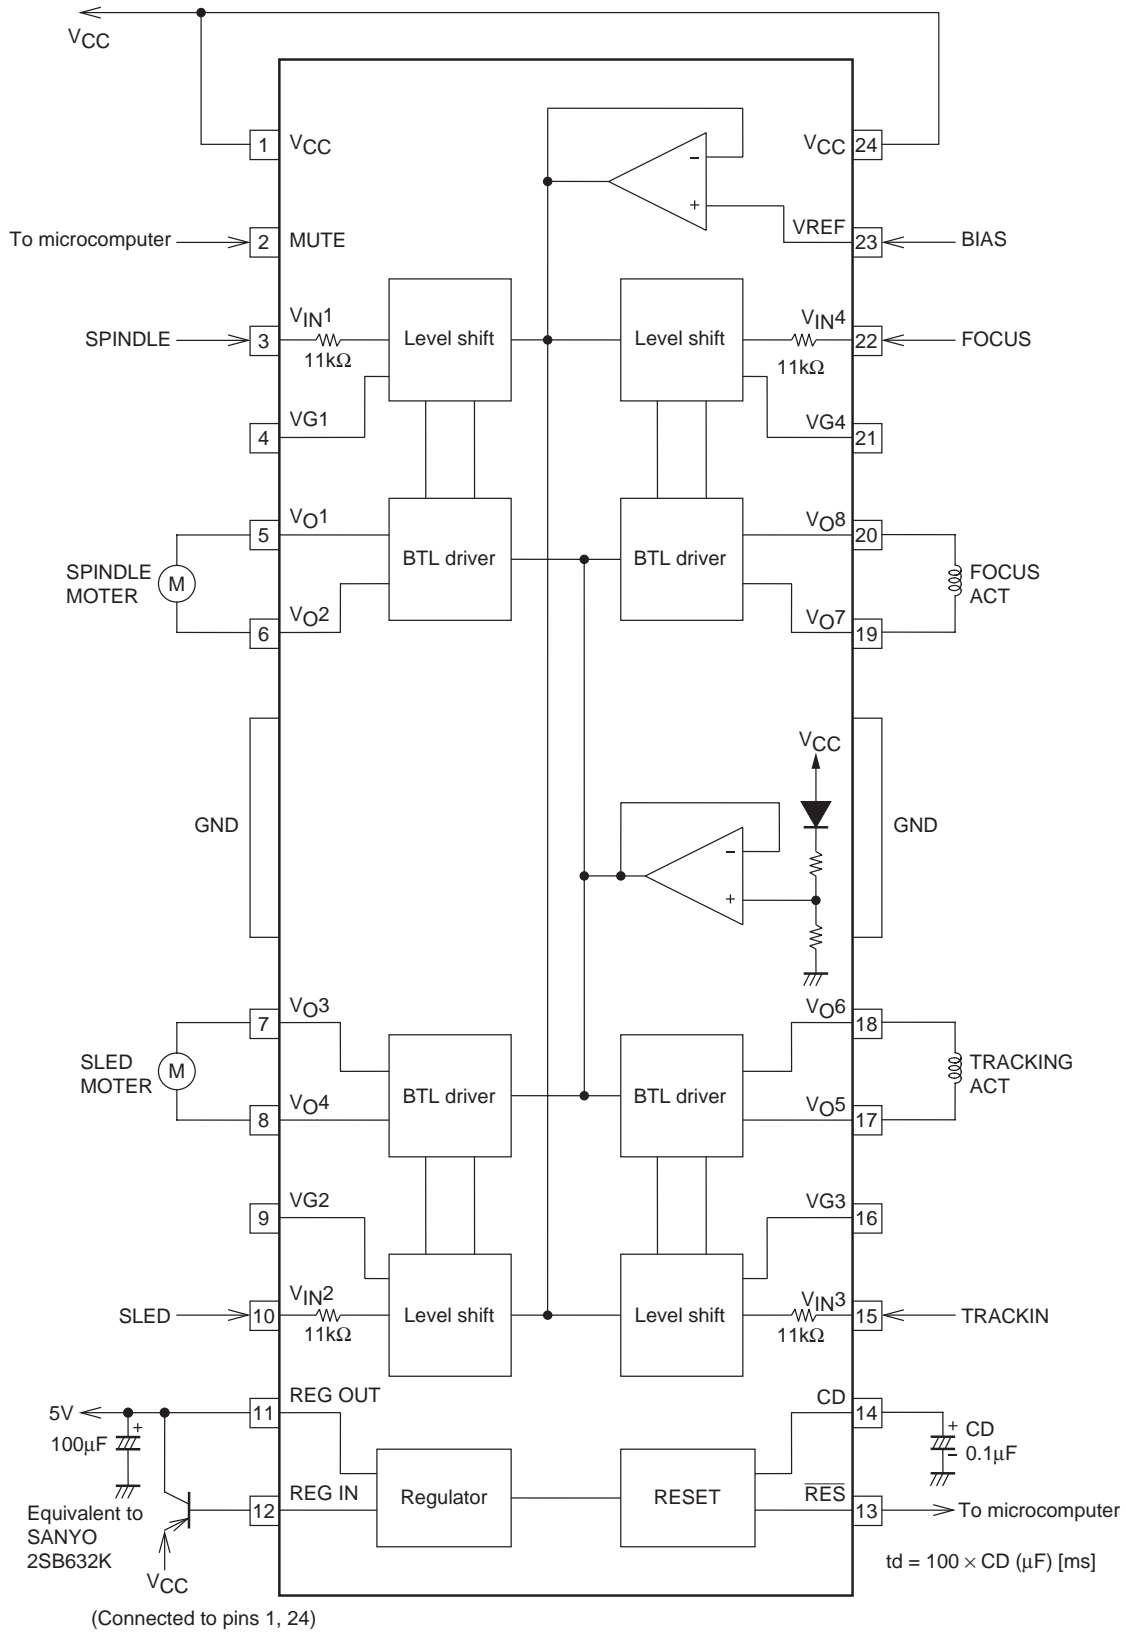 VCC
1
VCC
VCC
24
−
+
To microcomputer
2
MUTE
VREF
23
BIAS
SPINDLE
3
VIN1
11kΩ
Level shift
Level shift
VIN4
11kΩ
22
FOCUS
4
VG1
VG4
21
SPINDLE
MOTER
M
5
VO1
6
VO2
BTL driver
BTL driver
VO8
20
VO7
19
FOCUS
ACT
GND
VCC
−
+
GND
SLED
MOTER
M
7
VO3
8
VO4
BTL driver
BTL driver
VO6
18
VO5
17
TRACKING
ACT
9
VG2
VG3
16
SLED
10
VIN2
11kΩ
Level shift
Level shift
VIN3
11kΩ
15
TRACKIN
5V
+
100μF
11
REG OUT
CD
14
+ CD
− 0.1μF
Equivalent to
SANYO
2SB632K
12
REG IN
Regulator
RESET
RES
13
To microcomputer
VCC
td = 100 × CD (μF) [ms]
(Connected to pins 1, 24)